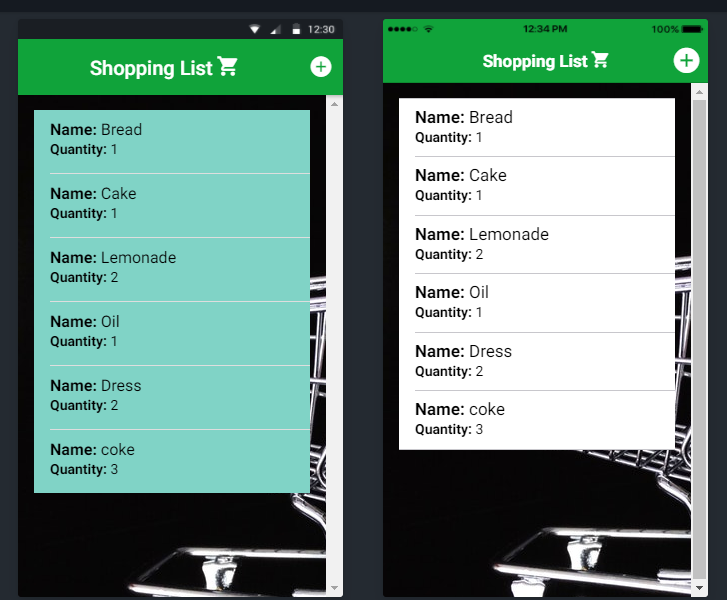 12:30
Shopping List
Name: Bread
Quantity: 1
Name: Cake
Quantity: 1
Name: Lemonade
Quantity: 2
Name: Oil
Quantity: 1
Name: Dress
Quantity: 2
Name: coke
Quantity: 3
12:34 PM
100%
Shopping List
Name: Bread
Quantity: 1
Name: Cake
Quantity: 1
Name: Lemonade
Quantity: 2
Name: Oil
Quantity: 1
Name: Dress
Quantity: 2
Name: coke
Quantity: 3